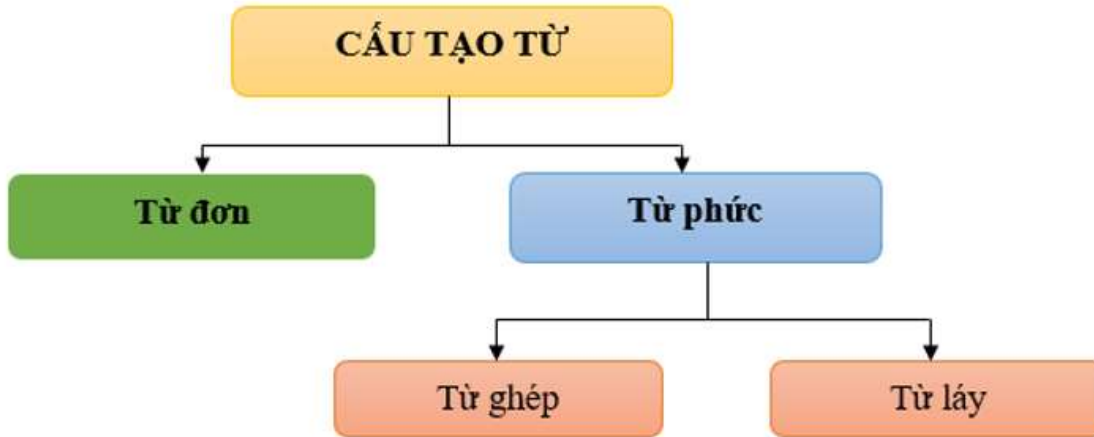 CẤU TẠO TỪ
Từ đơn
Từ phức
Từ ghép
Từ láy